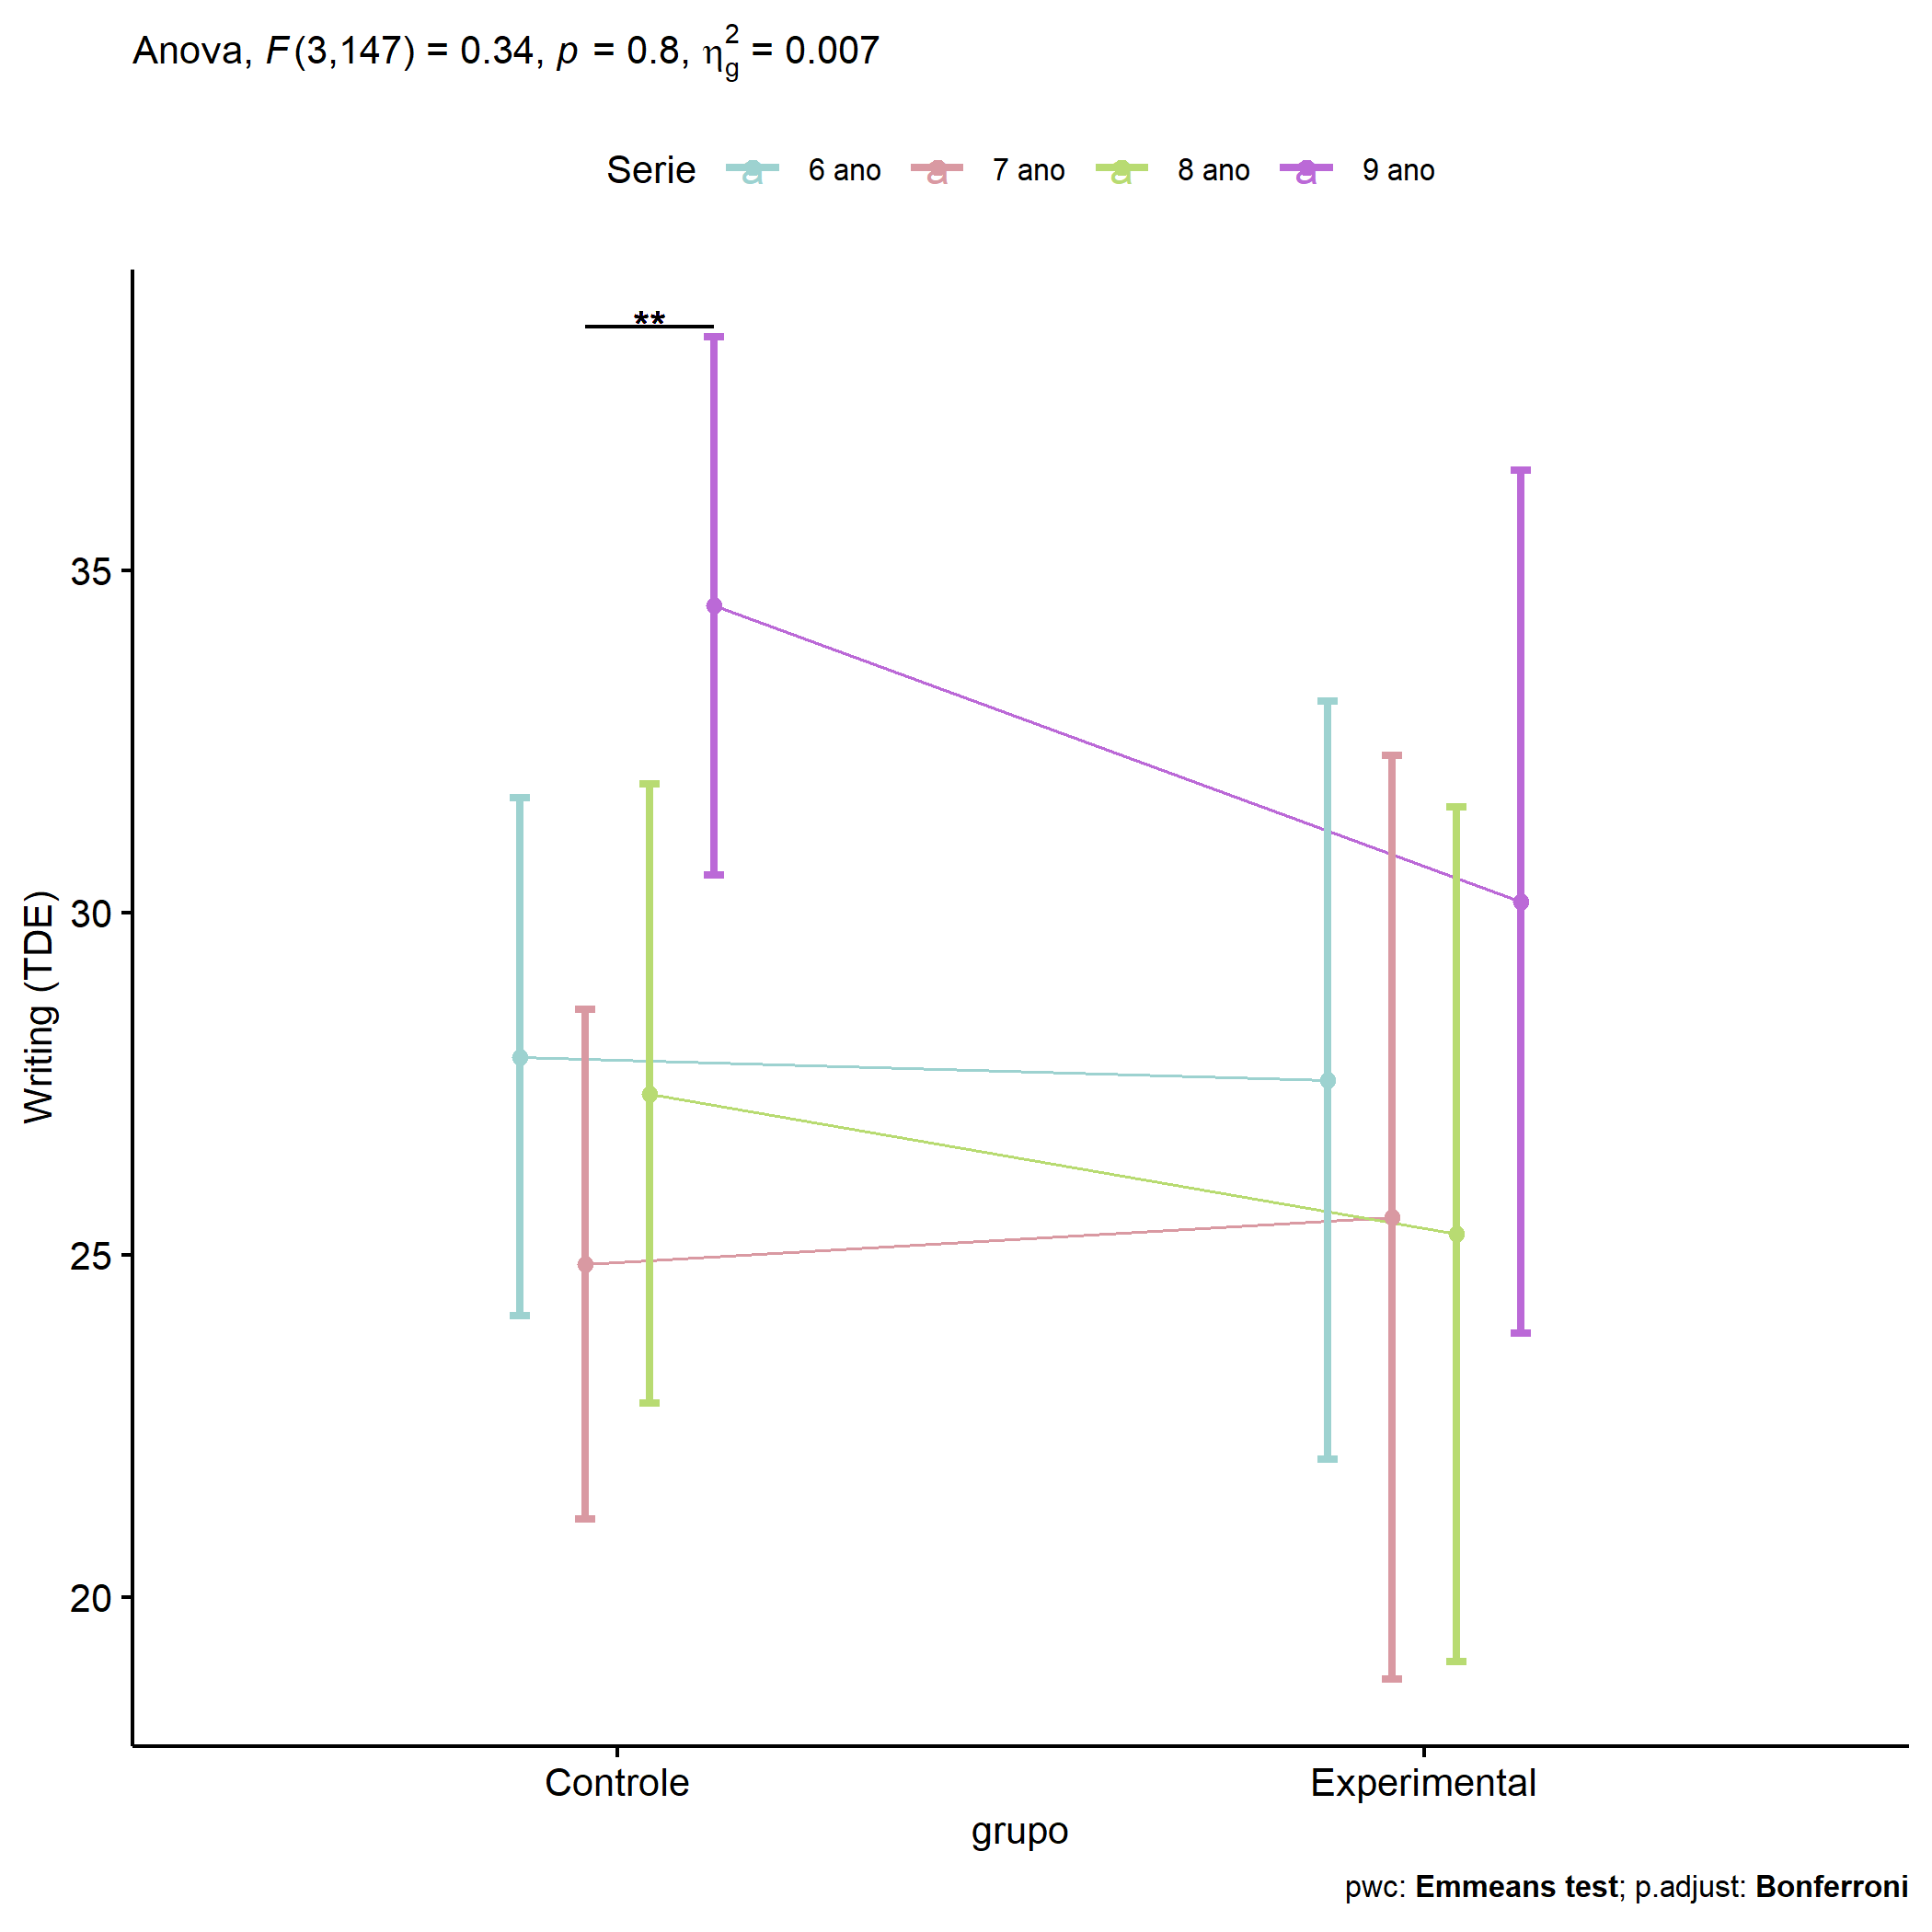 Anova, F(3,147) = 0.34, p = 0.8, η²g = 0.007
Serie a 6 ano a 7 ano a 8 ano a 9 ano
**
35
30
25
20
Writing (TDE)
Controle Experimental
grupo
pwc: Emmeans test; p.adjust: Bonferroni